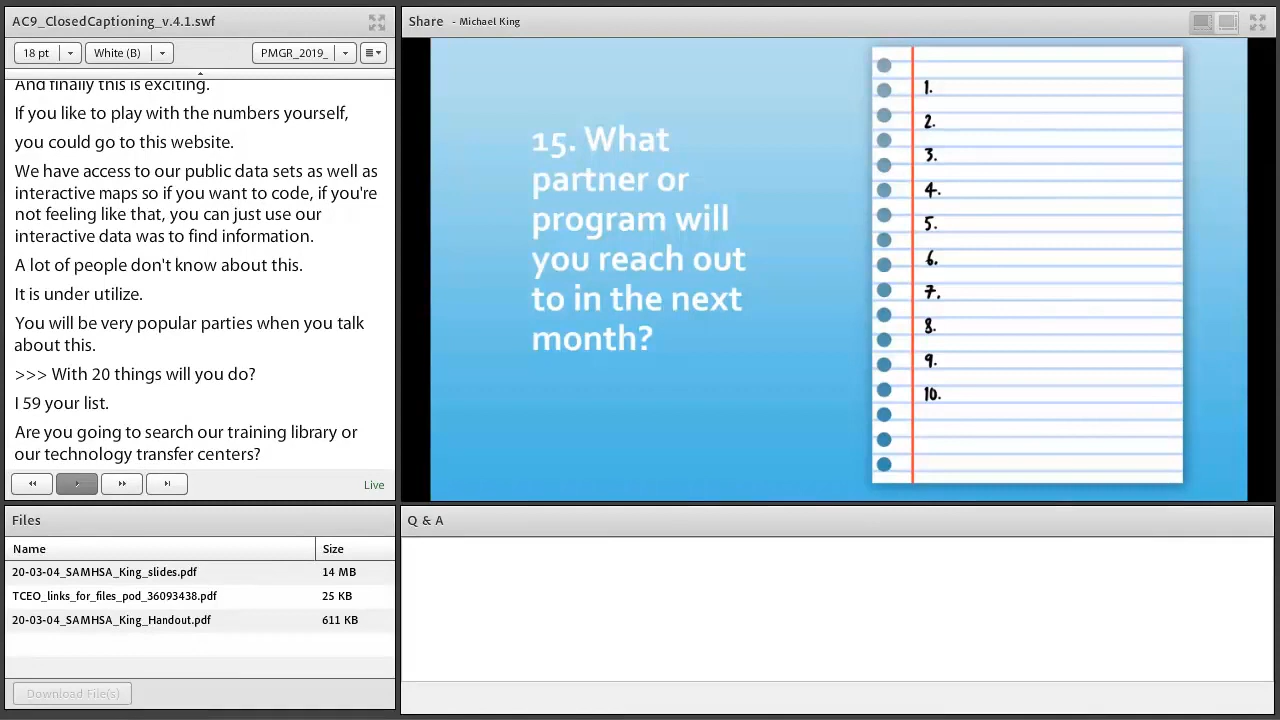 AC9_ClosedCaptioning_v.4.1.swf
18 pt
White (B)
PMGR_2019_
And finally this is exciting.
If you like to play with the numbers yourself,
you could go to this website.
We have access to our public data sets as well as
interactive maps so if you want to code, if you're
not feeling like that, you can just use our
interactive data was to find information.
A lot of people don't know about this.
It is under utilize.
You will be very popular parties when you talk
about this.
>>> With 20 things will you do?
I 59 your list.
Are you going to search our training library or
our technology transfer centers?
Live
Files
Name Size
20-03-04_SAMHSA_King_slides.pdf 14 MB
TCEO_links_for_files_pod_36093438.pdf 25 KB
20-03-04_SAMHSA_King_Handout.pdf 611 KB
Download File(s)
Share - Michael King
15. What
partner or
program will
you reach out
to in the next
month?
1.
2.
3.
4.
5.
6.
7.
8.
9.
10.
Q & A